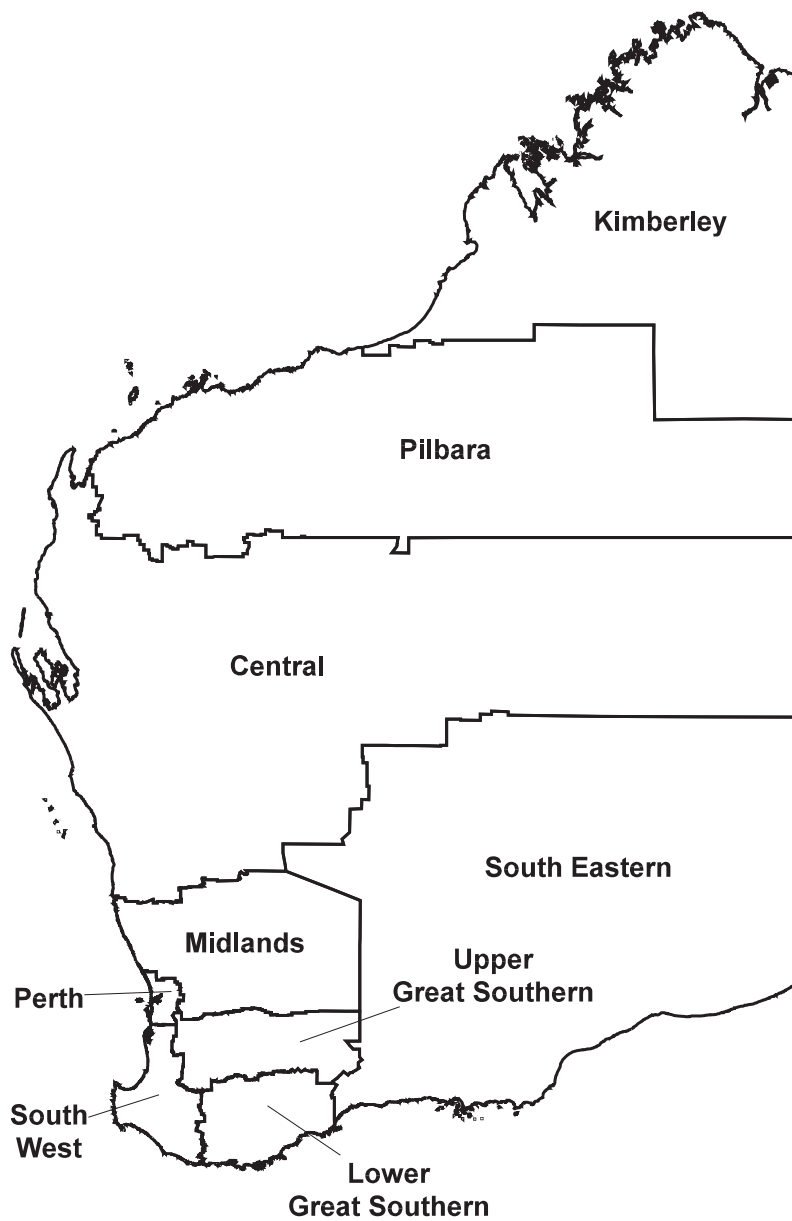 Kimberley
Pilbara
Central
South Eastern
Midlands
Upper
Great Southern
Perth
South
West
Lower
Great Southern